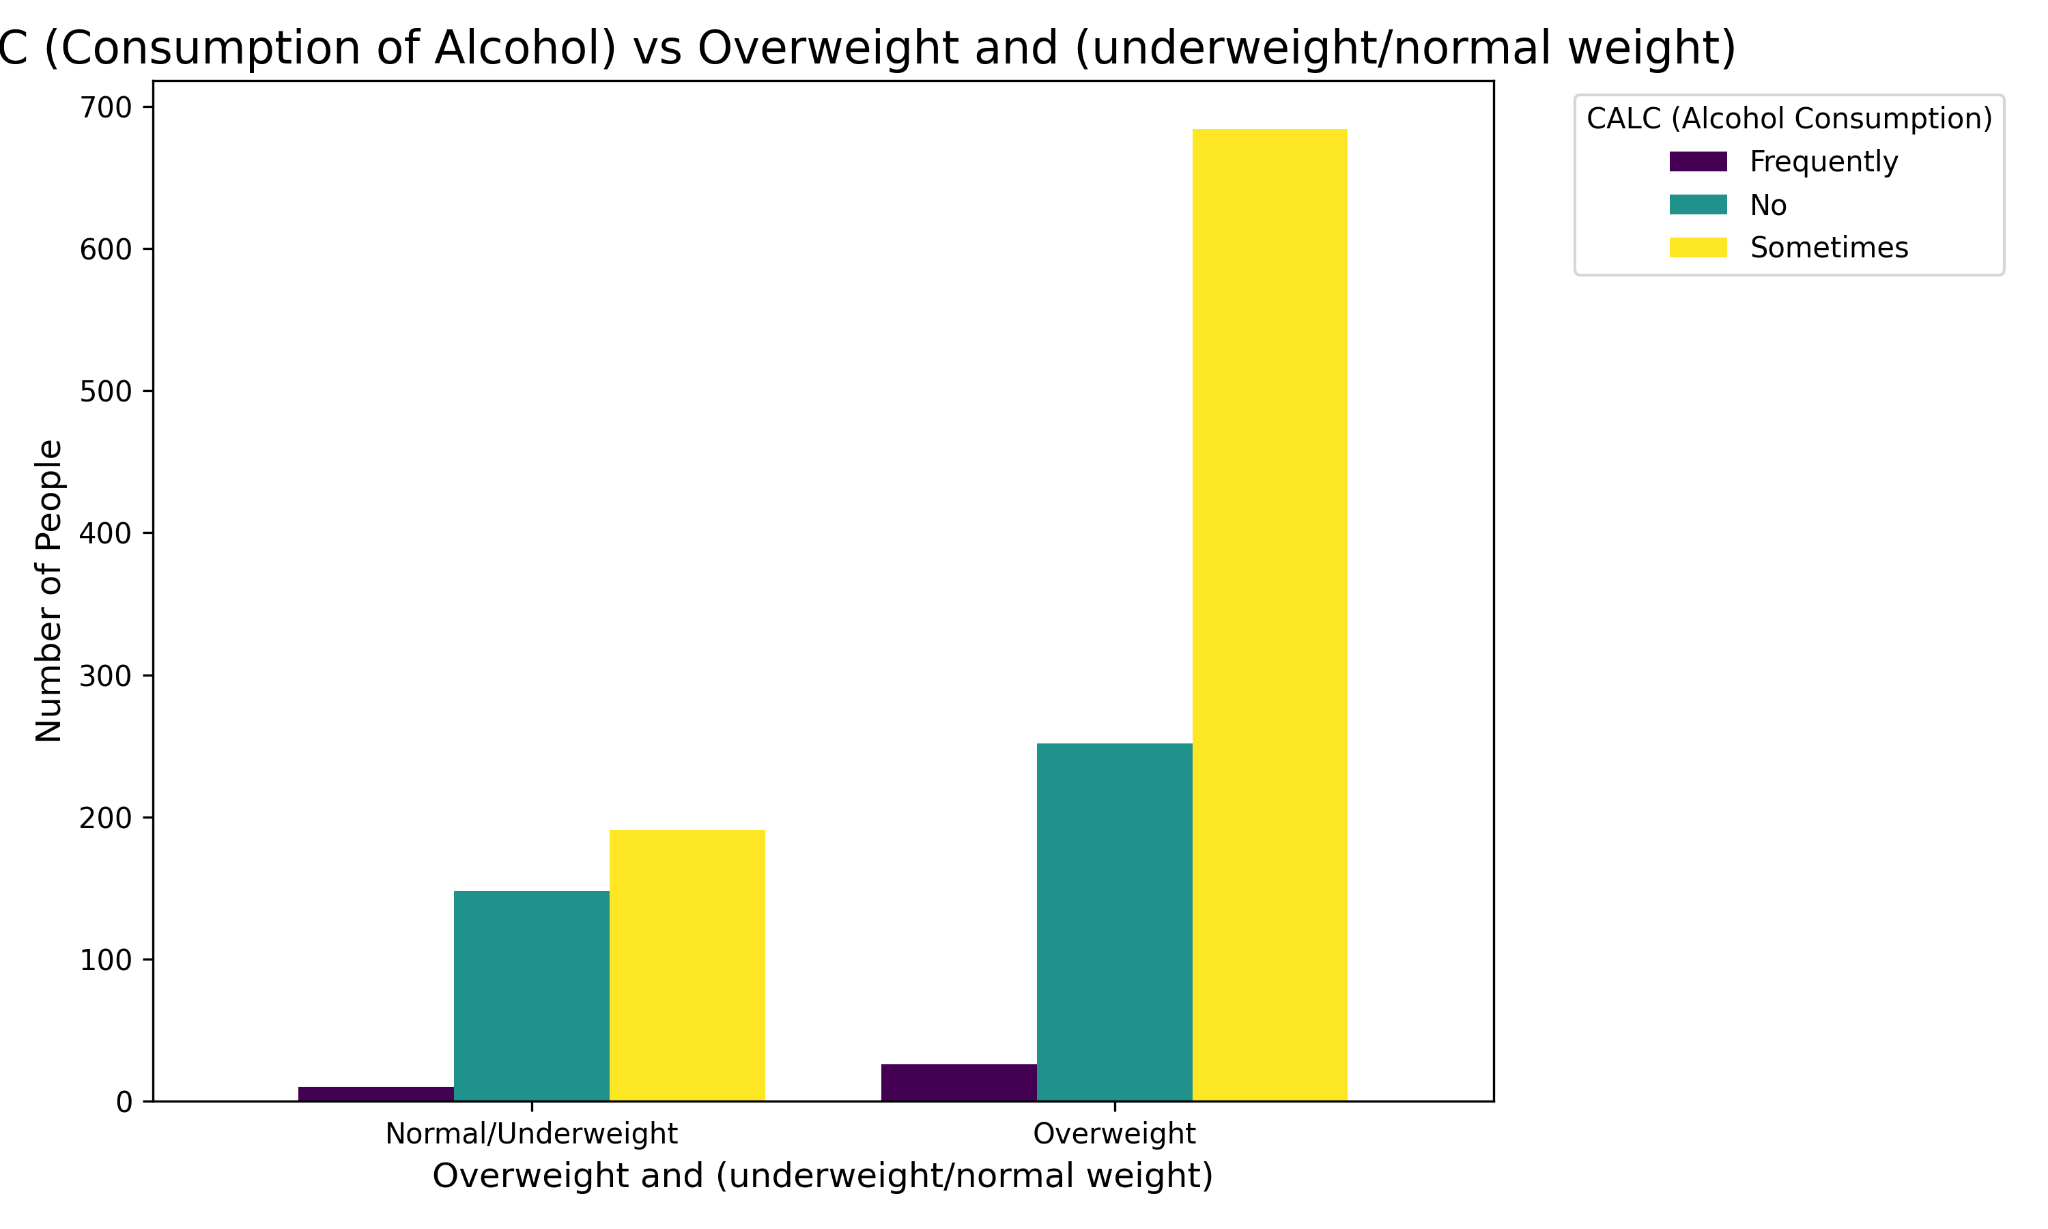 C (Consumption of Alcohol) vs Overweight and (underweight/normal weight)
CALC (Alcohol Consumption)
Frequently
No
Sometimes
Number of People
700
600
500
400
300
200
100
0
Normal/Underweight
Overweight
Overweight and (underweight/normal weight)